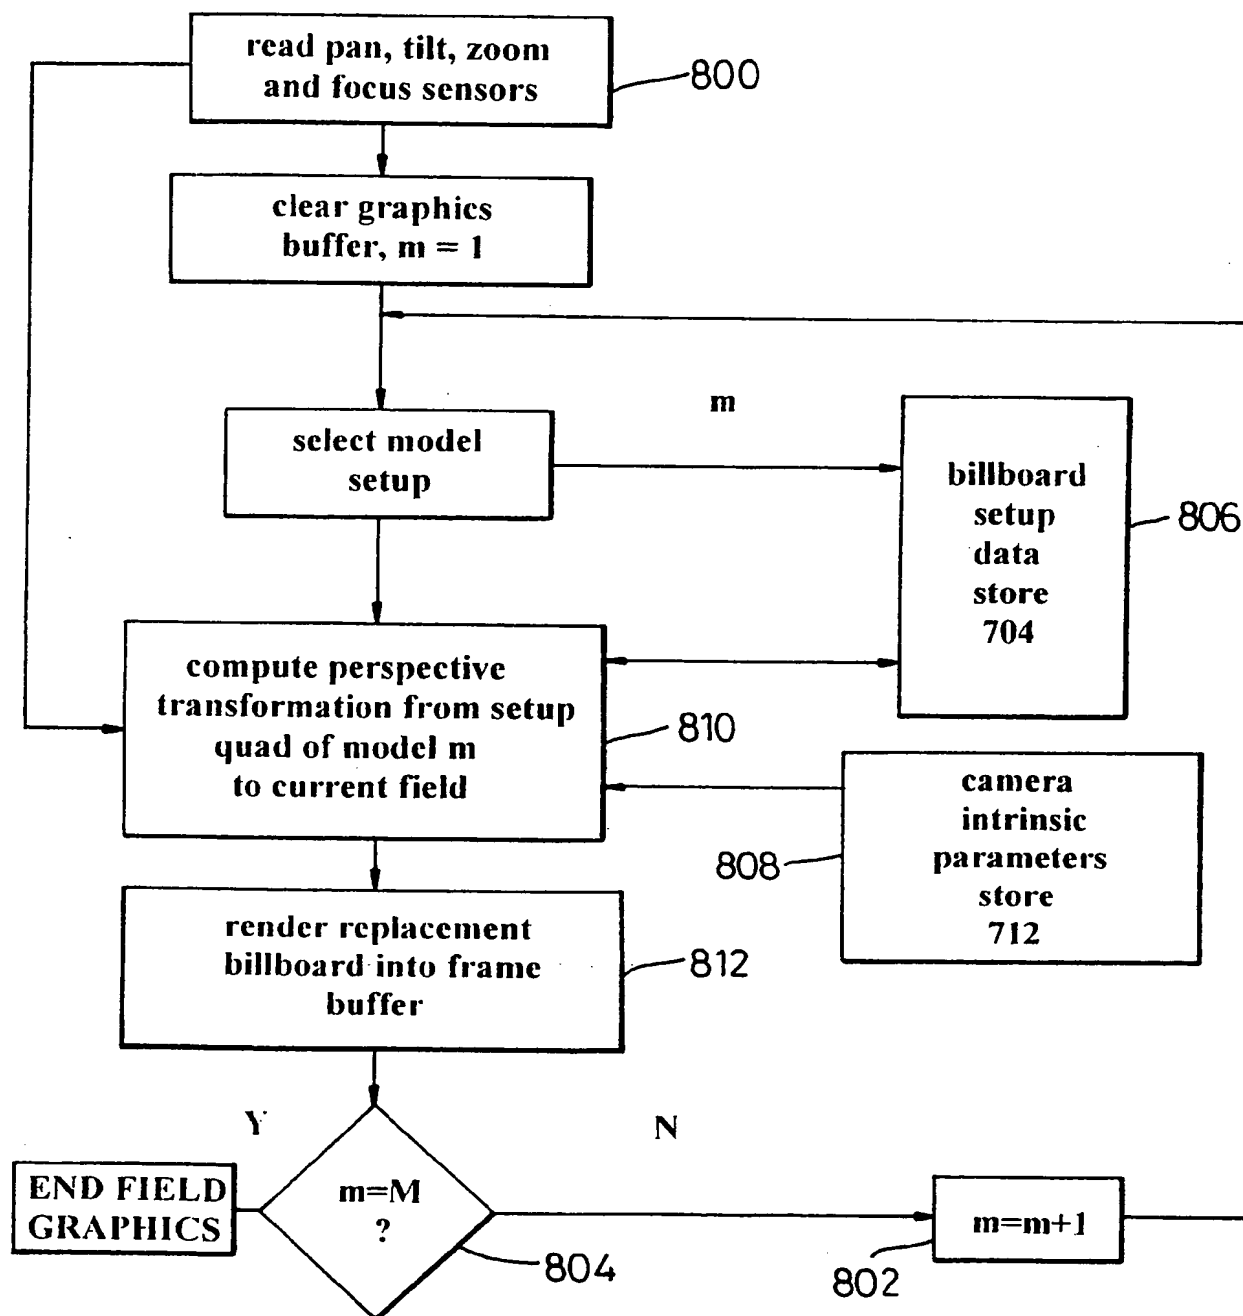 read pan, tilt, zoom
and focus sensors
800
clear graphics
buffer, m = 1
select model
setup
m
billboard
setup
data
store
704
806
compute perspective
transformation from setup
quad of model m
to current field
810
camera
intrinsic
parameters
store
712
808
render replacement
billboard into frame
buffer
812
Y
N
END FIELD
GRAPHICS
m=M
?
804
m=m+1
802